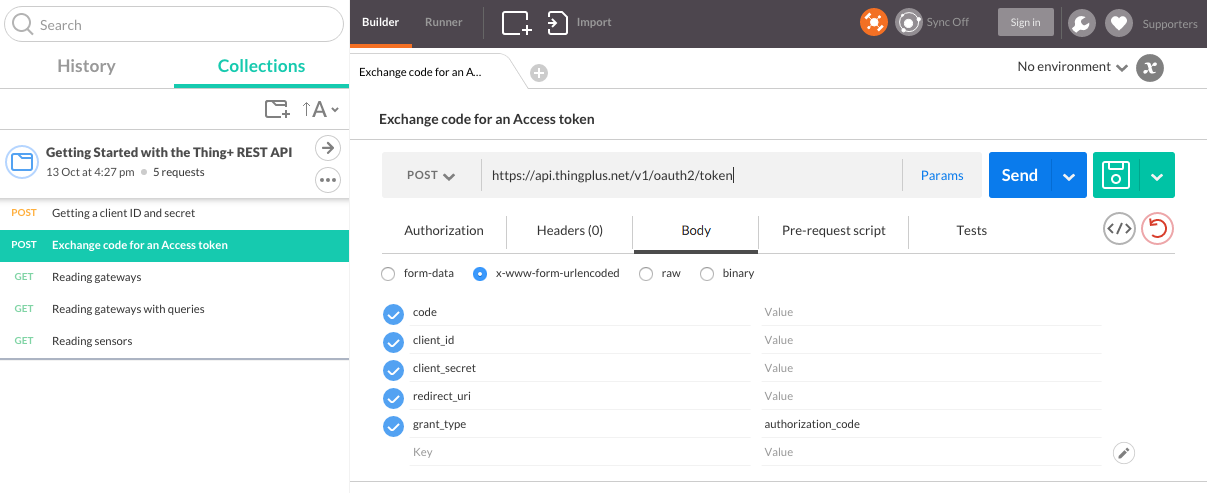 Search
History
Collections
↑A
Getting Started with the Thing+ REST API
13 Oct at 4:27 pm 5 requests
POST Getting a client ID and secret
POST Exchange code for an Access token
GET Reading gateways
GET Reading gateways with queries
GET Reading sensors
Builder
Runner
Import
Sync Off
Sign in
Supporters
Exchange code for an A...
No environment
x
Exchange code for an Access token
POST
https://api.thingplus.net/v1/oauth2/token
Params
Send
Authorization
Headers (0)
Body
Pre-request script
Tests
</>
form-data
x-www-form-urlencoded
raw
binary
code Value
client_id Value
client_secret Value
redirect_uri Value
grant_type authorization_code
Key Value